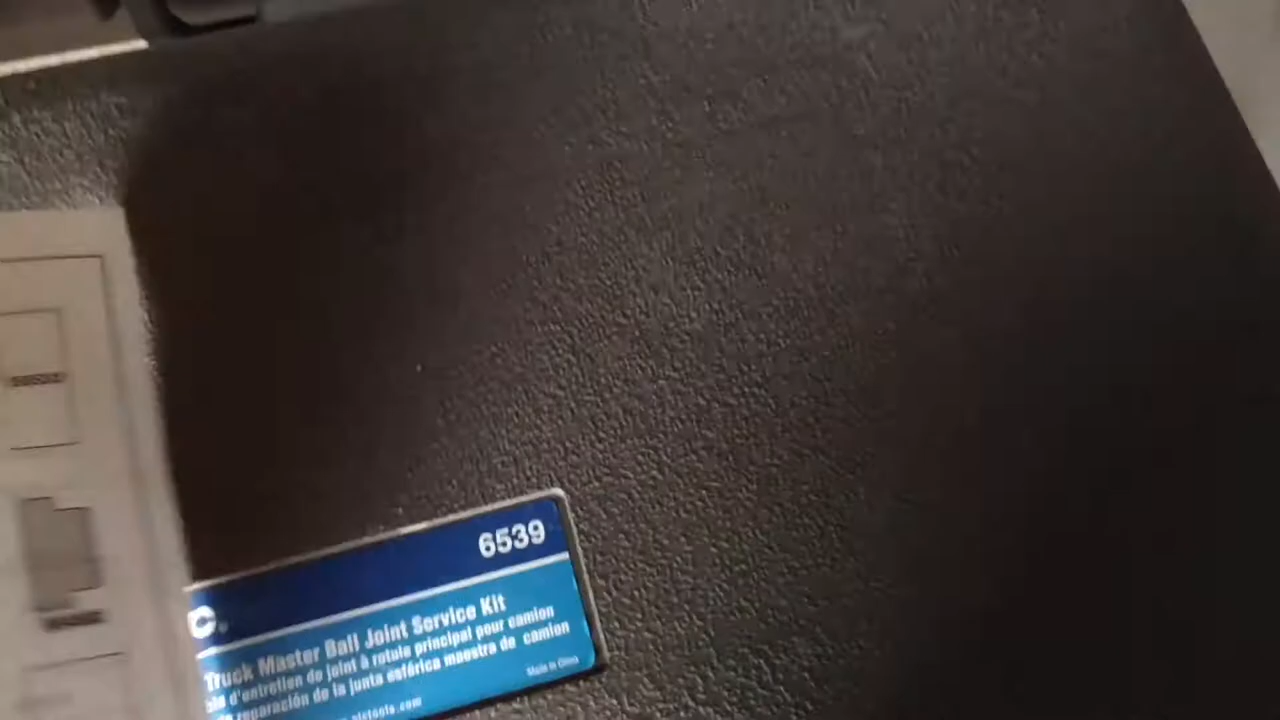 6539
C.
Truck Master Ball Joint Service Kit
d'entretien de joint à rotule principal pour camion
reparación de la junta esférica maestra de camion
Made in China